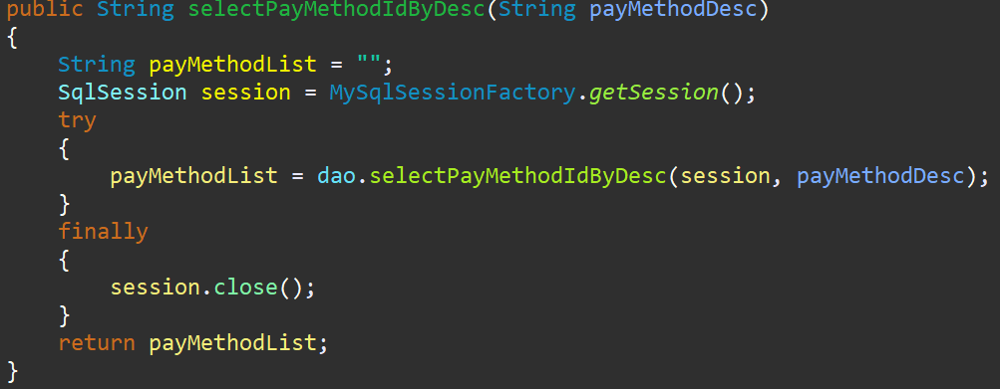 public String selectPayMethodIdByDesc(String payMethodDesc)
{
    String payMethodList = "";
    SqlSession session = MySqlSessionFactory.getSession();
    try
    {
        payMethodList = dao.selectPayMethodIdByDesc(session, payMethodDesc);
    }
    finally
    {
        session.close();
    }
    return payMethodList;
}